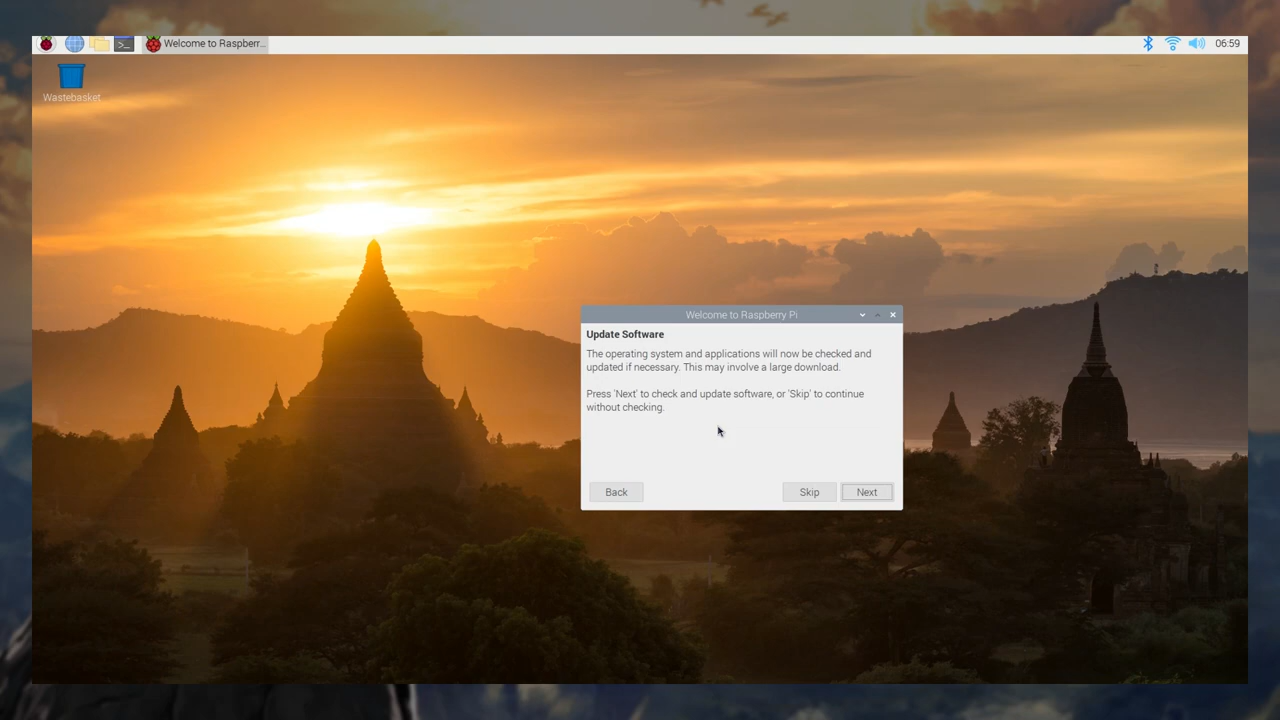 Welcome to Raspberr...
06:59
Wastebasket
Welcome to Raspberry Pi
Update Software
The operating system and applications will now be checked and
updated if necessary. This may involve a large download.
Press 'Next' to check and update software, or 'Skip' to continue
without checking.
Back
Skip
Next